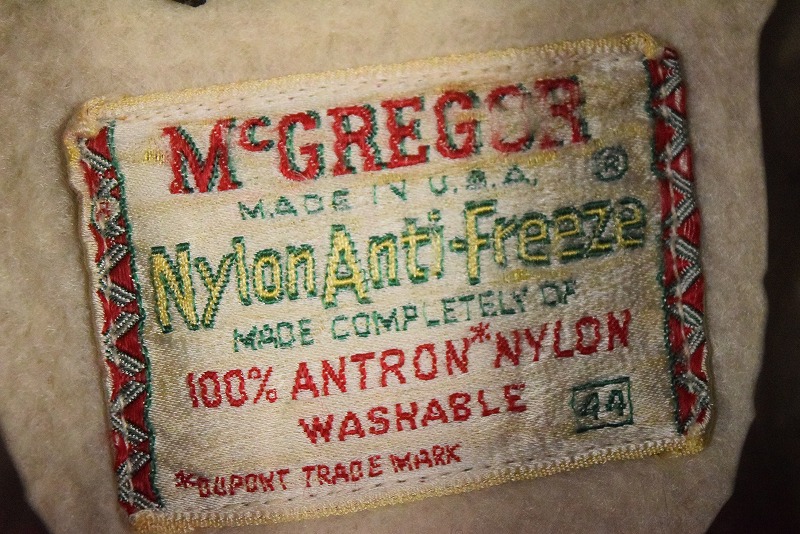 McGREGOR
MADE IN U.S.A. ®
Nylon Anti-Freeze
MADE COMPLETELY OF
100% ANTRON* NYLON
WASHABLE 44
*DUPONT TRADE MARK